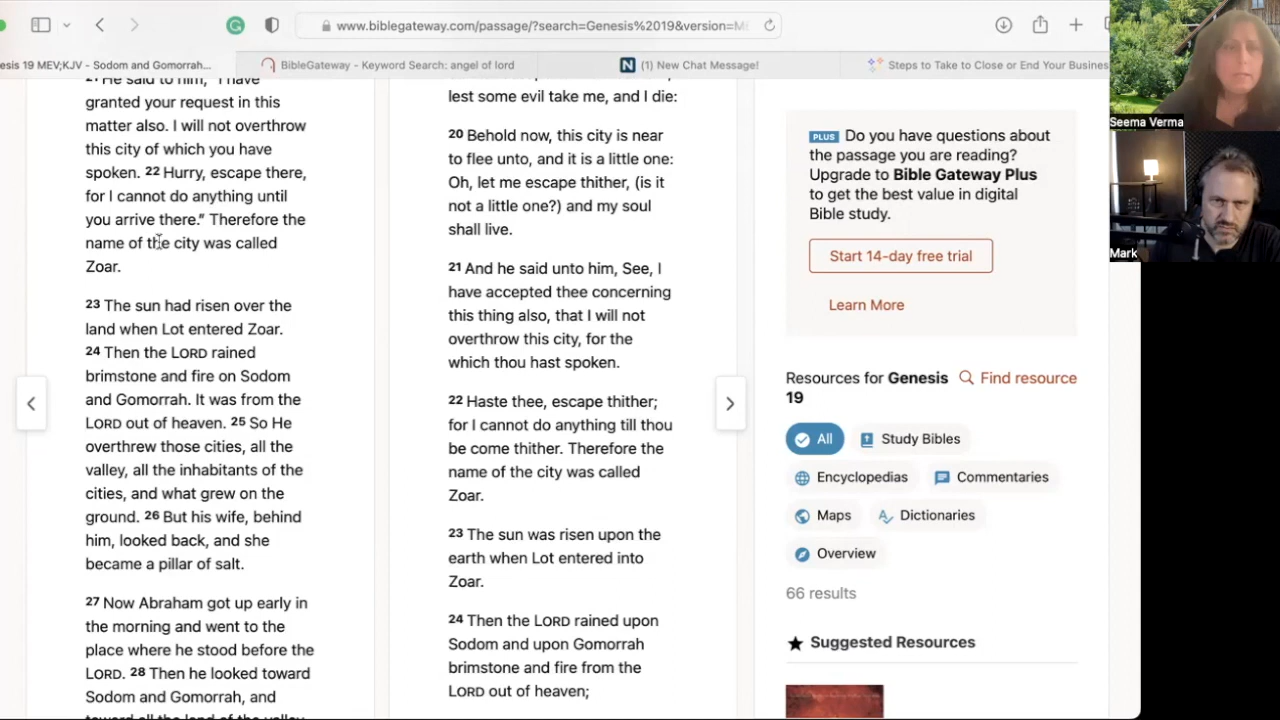 www.biblegateway.com/passage/?search=Genesis%2019&version=M
esis 19 MEV;KJV - Sodom and Gomorrah...
BibleGateway - Keyword Search: angel of lord
(1) New Chat Message!
Steps to Take to Close or End Your Busines
21 He said to him, "I have
granted your request in this
matter also. I will not overthrow
this city of which you have
spoken. 22 Hurry, escape there,
for I cannot do anything until
you arrive there." Therefore the
name of the city was called
Zoar.
23 The sun had risen over the
land when Lot entered Zoar.
24 Then the LORD rained
brimstone and fire on Sodom
and Gomorrah. It was from the
LORD out of heaven. 25 So He
overthrew those cities, all the
valley, all the inhabitants of the
cities, and what grew on the
ground. 26 But his wife, behind
him, looked back, and she
became a pillar of salt.
27 Now Abraham got up early in
the morning and went to the
place where he stood before the
LORD. 28 Then he looked toward
Sodom and Gomorrah, and
toward all the land of the valley
lest some evil take me, and I die:
20 Behold now, this city is near
to flee unto, and it is a little one:
Oh, let me escape thither, (is it
not a little one?) and my soul
shall live.
21 And he said unto him, See, I
have accepted thee concerning
this thing also, that I will not
overthrow this city, for the
which thou hast spoken.
22 Haste thee, escape thither;
for I cannot do anything till thou
be come thither. Therefore the
name of the city was called
Zoar.
23 The sun was risen upon the
earth when Lot entered into
Zoar.
24 Then the LORD rained upon
Sodom and upon Gomorrah
brimstone and fire from the
LORD out of heaven;
PLUS Do you have questions about
the passage you are reading?
Upgrade to Bible Gateway Plus
to get the best value in digital
Bible study.
Start 14-day free trial
Learn More
Resources for Genesis 
19
Find resource
All
Study Bibles
Encyclopedias
Commentaries
Maps
Dictionaries
Overview
66 results
Suggested Resources
Seema Verma
Mark